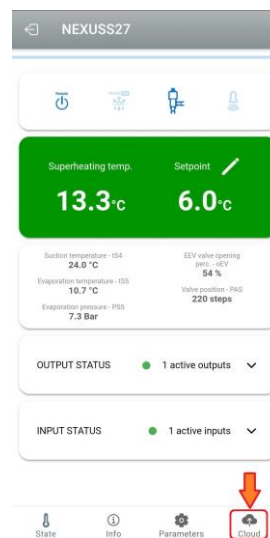 NEXUSS27
Superheating temp.
13.3°C
Setpoint
6.0°C
Suction temperature - tS4
24.0 °C
Evaporation temperature - tS5
10.7 °C
Evaporation pressure - PS5
7.3 Bar
EEV valve opening
perc. - oEV
54 %
Valve position - PAS
220 steps
OUTPUT STATUS 1 active outputs
INPUT STATUS 1 active inputs
State Info Parameters Cloud